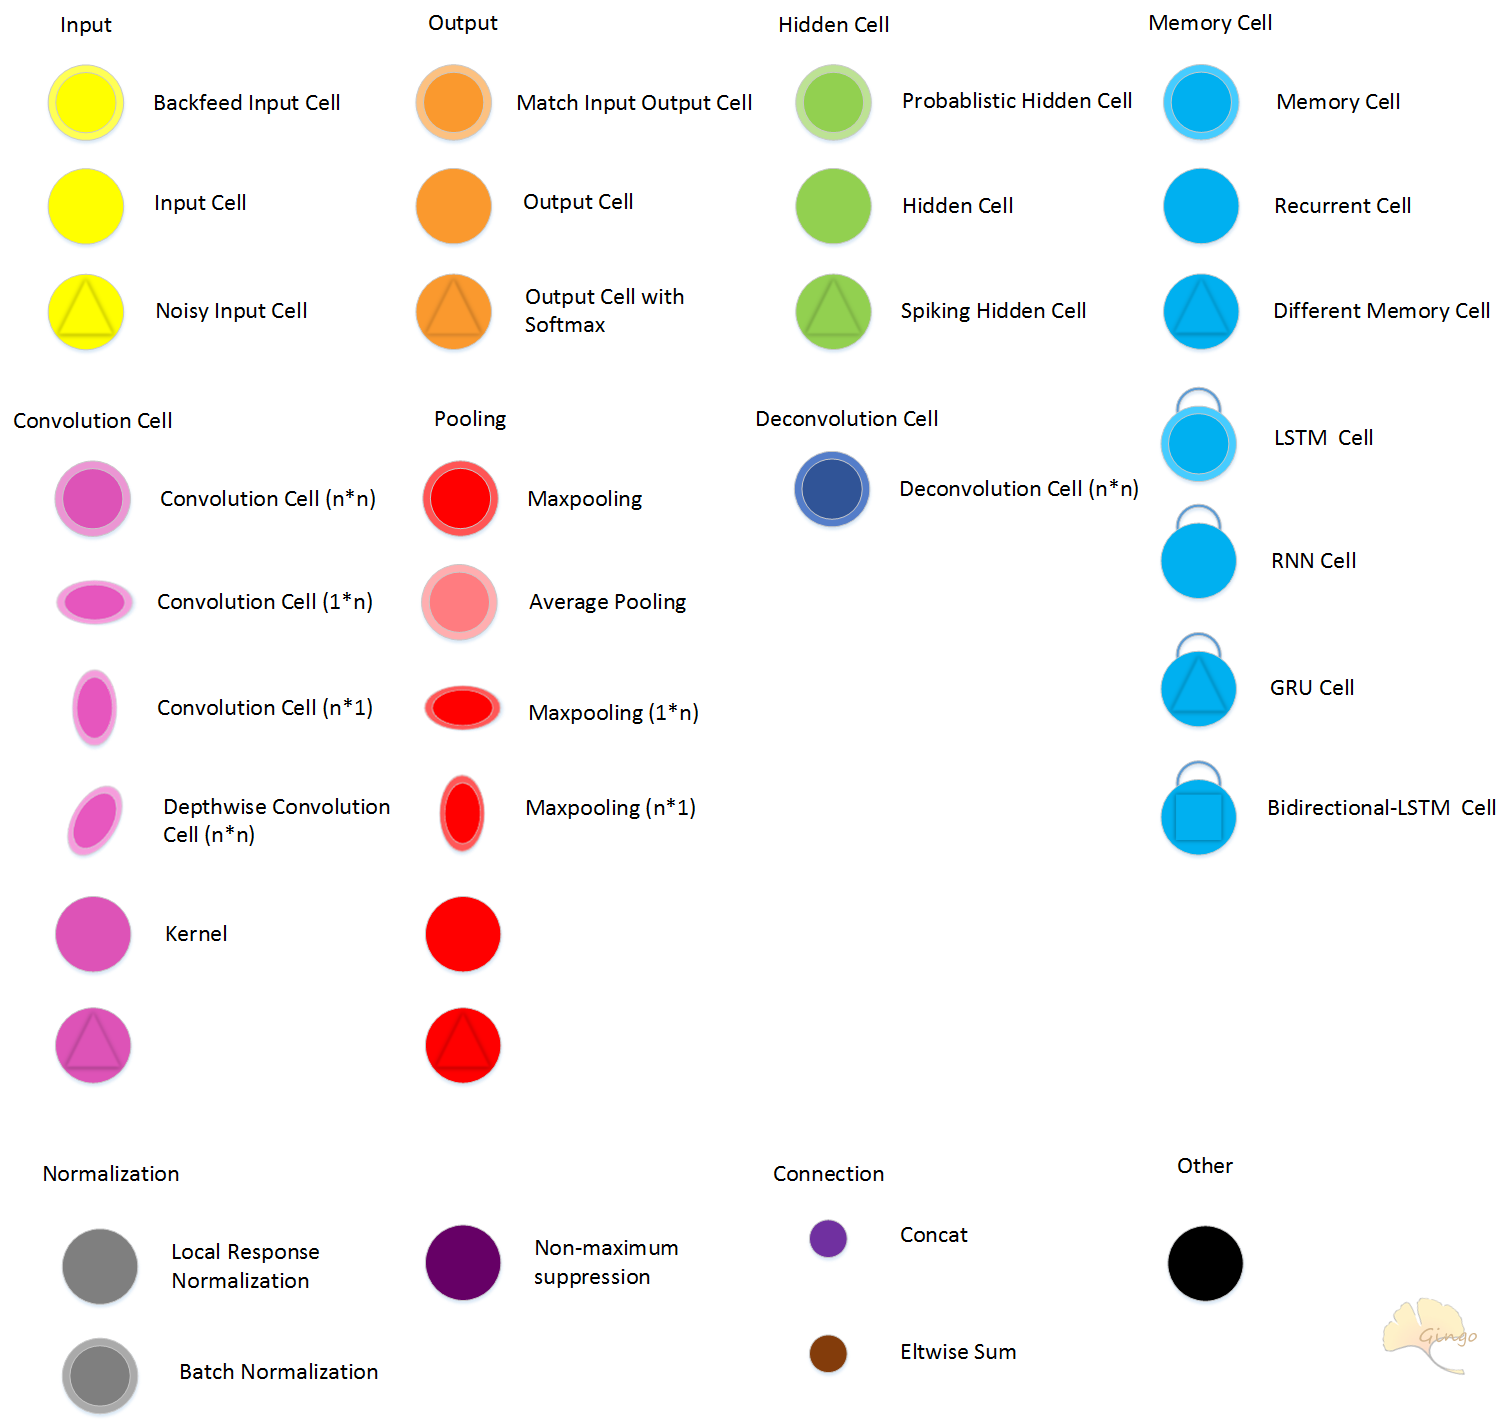 Input
Output
Hidden Cell
Memory Cell
Backfeed Input Cell
Match Input Output Cell
Probablistic Hidden Cell
Memory Cell
Input Cell
Output Cell
Hidden Cell
Recurrent Cell
Noisy Input Cell
Output Cell with
Softmax
Spiking Hidden Cell
Different Memory Cell
Convolution Cell
Pooling
Deconvolution Cell
LSTM Cell
Convolution Cell (n*n)
Maxpooling
Deconvolution Cell (n*n)
RNN Cell
Convolution Cell (1*n)
Average Pooling
GRU Cell
Convolution Cell (n*1)
Maxpooling (1*n)
Depthwise Convolution
Cell (n*n)
Maxpooling (n*1)
Bidirectional-LSTM Cell
Kernel
Normalization
Connection
Other
Local Response
Normalization
Non-maximum
suppression
Concat
Batch Normalization
Eltwise Sum
Gingo